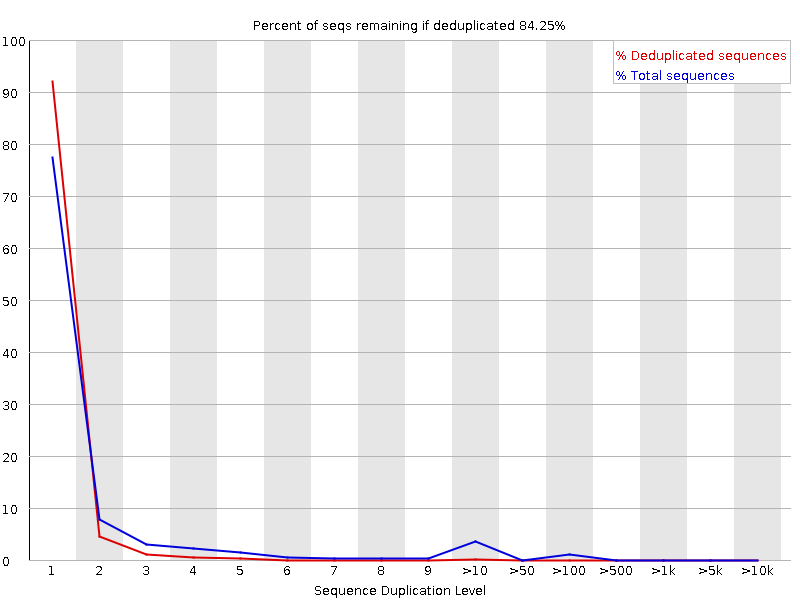 Percent of seqs remaining if deduplicated 84.25%
% Deduplicated sequences
% Total sequences
100
90
80
70
60
50
40
30
20
10
0
1 2 3 4 5 6 7 8 9 >10 >50 >100 >500 >1k >5k >10k
Sequence Duplication Level